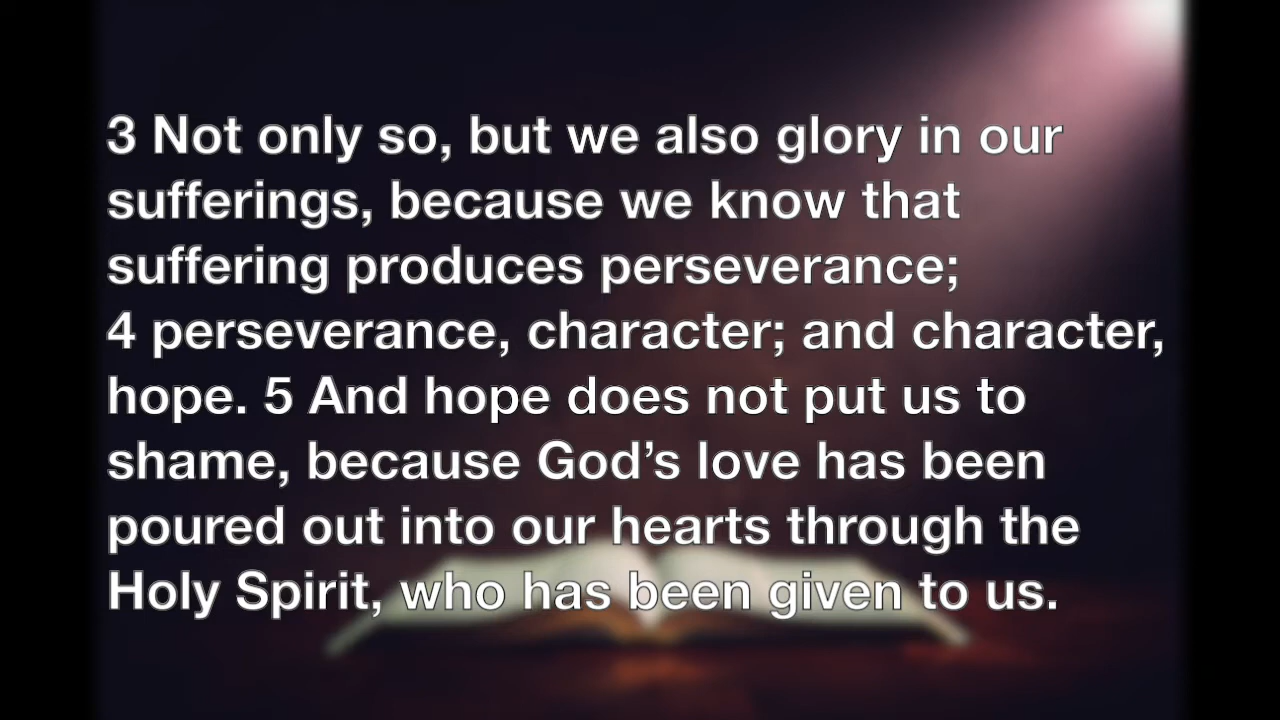 3 Not only so, but we also glory in our
sufferings, because we know that
suffering produces perseverance;
4 perseverance, character; and character,
hope. 5 And hope does not put us to
shame, because God’s love has been
poured out into our hearts through the
Holy Spirit, who has been given to us.